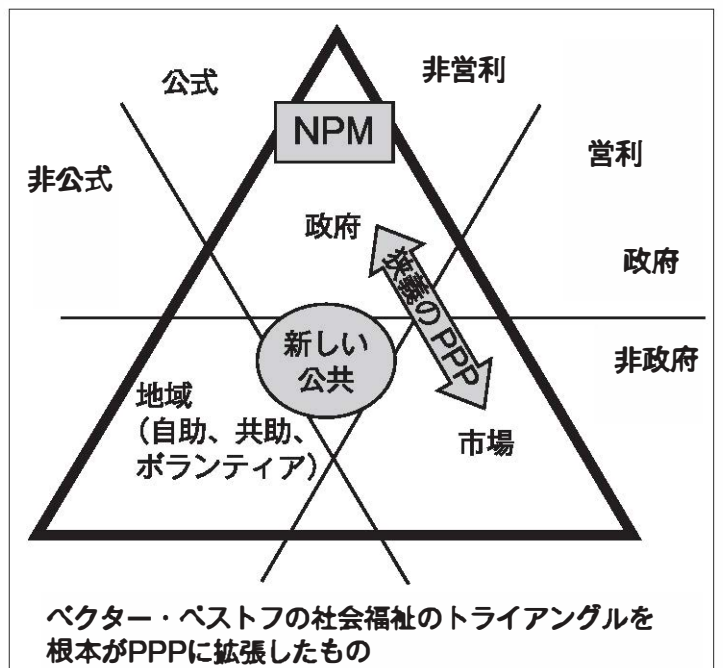 公式
非営利
NPM
営利
非公式
政府
政府
狭義のPPP
新しい
公共
非政府
地域
（自助、共助、
ボランティア）
市場
ベクター・ペストフの社会福祉のトライアングルを
根本がPPPに拡張したもの